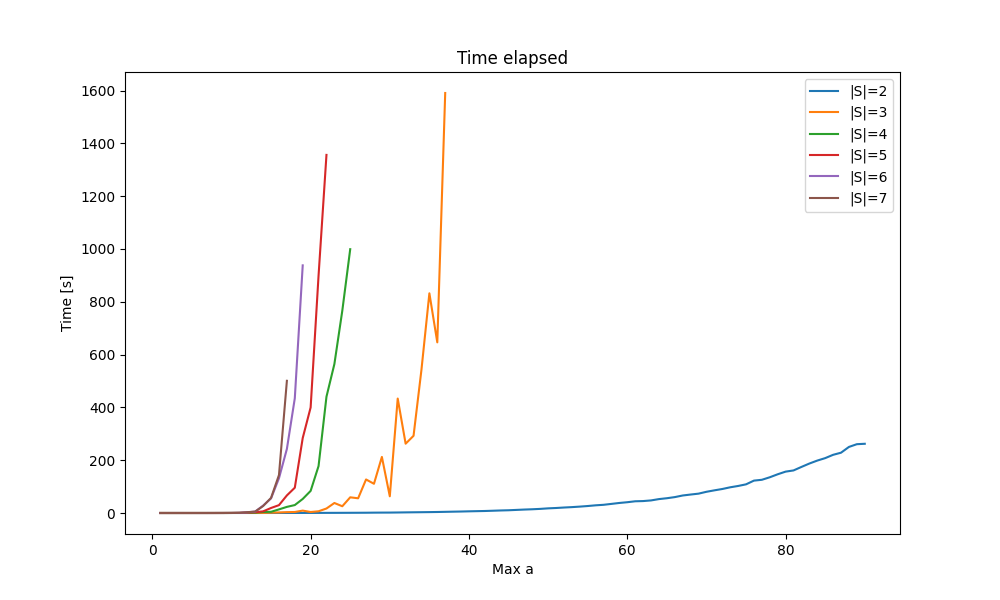 Time elapsed
1600
1400
1200
1000
800
600
400
200
0
Time [s]
0 20 40 60 80
Max a
|S|=2
|S|=3
|S|=4
|S|=5
|S|=6
|S|=7